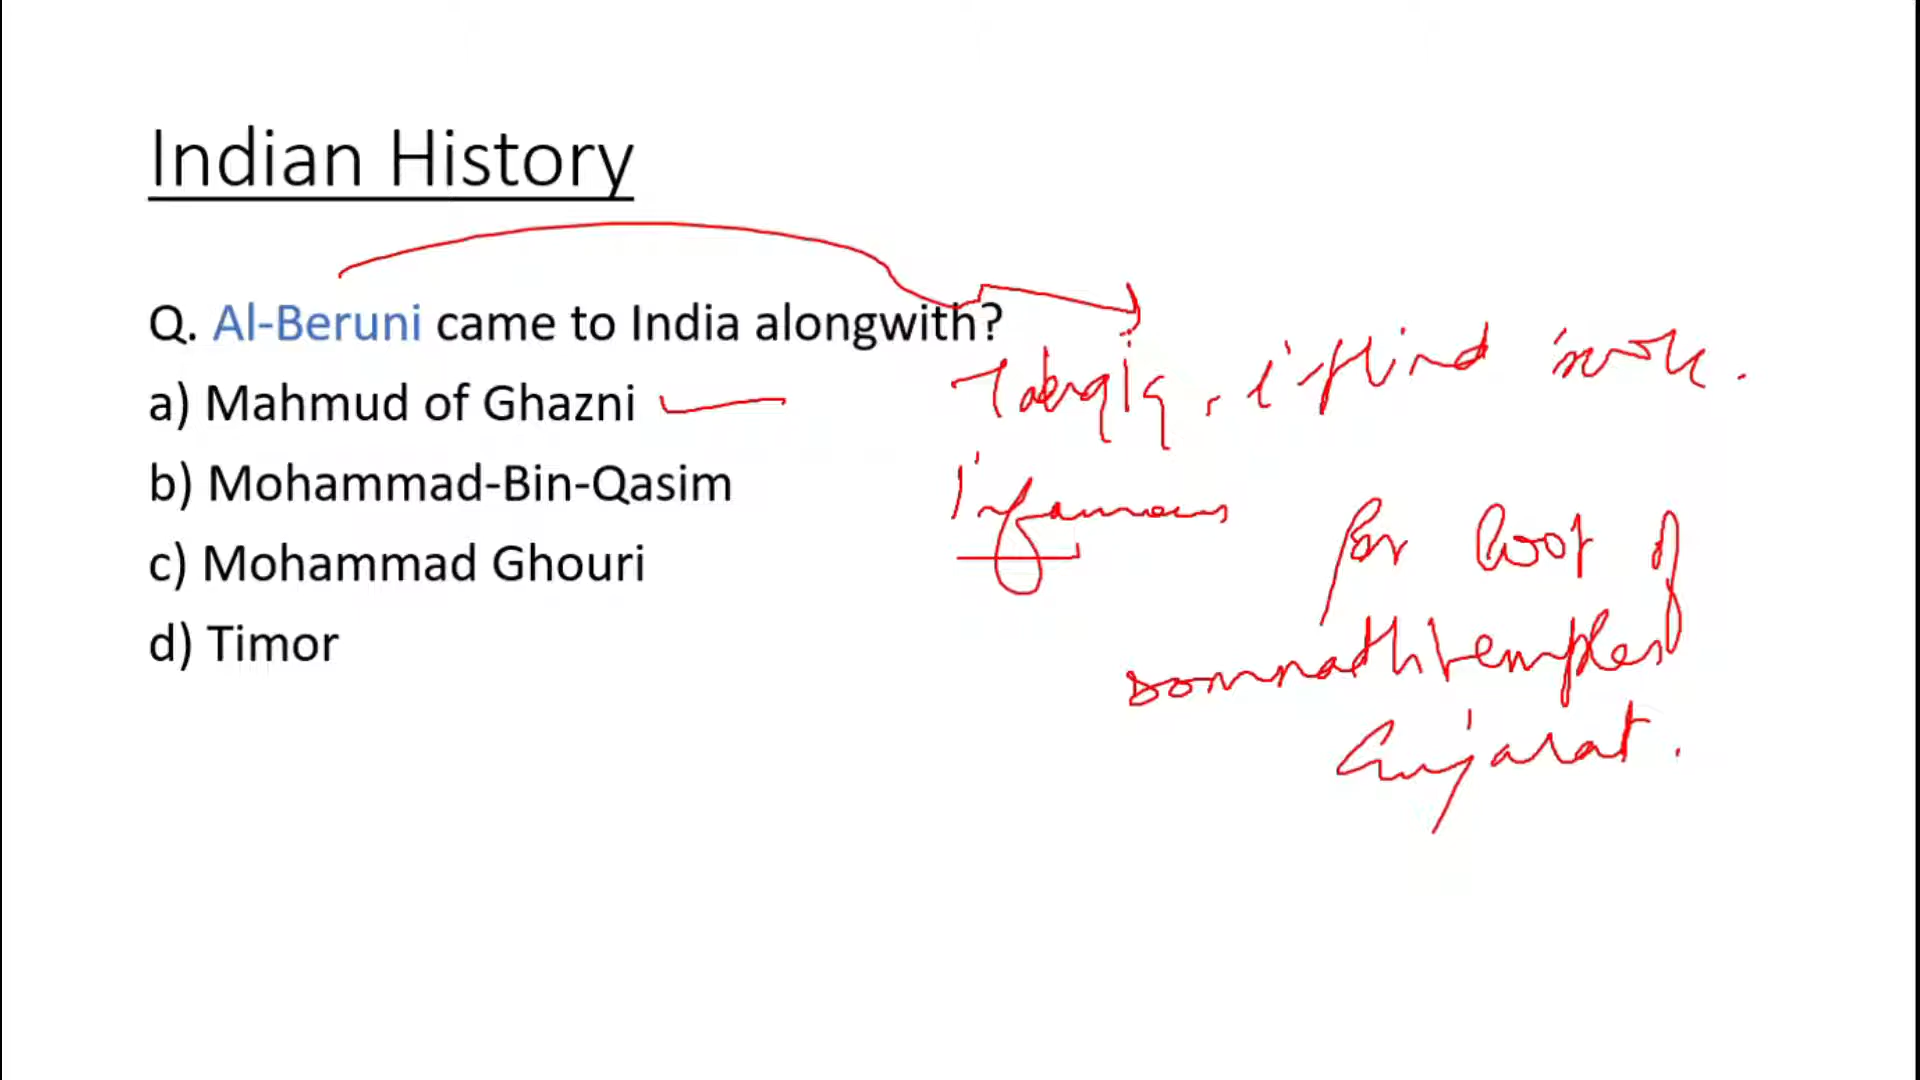 Indian History
Q. Al-Beruni came to India alongwith?
a) Mahmud of Ghazni
b) Mohammad-Bin-Qasim
c) Mohammad Ghouri
d) Timor
Infamous
for loot of
somnath temples
Gujarat.